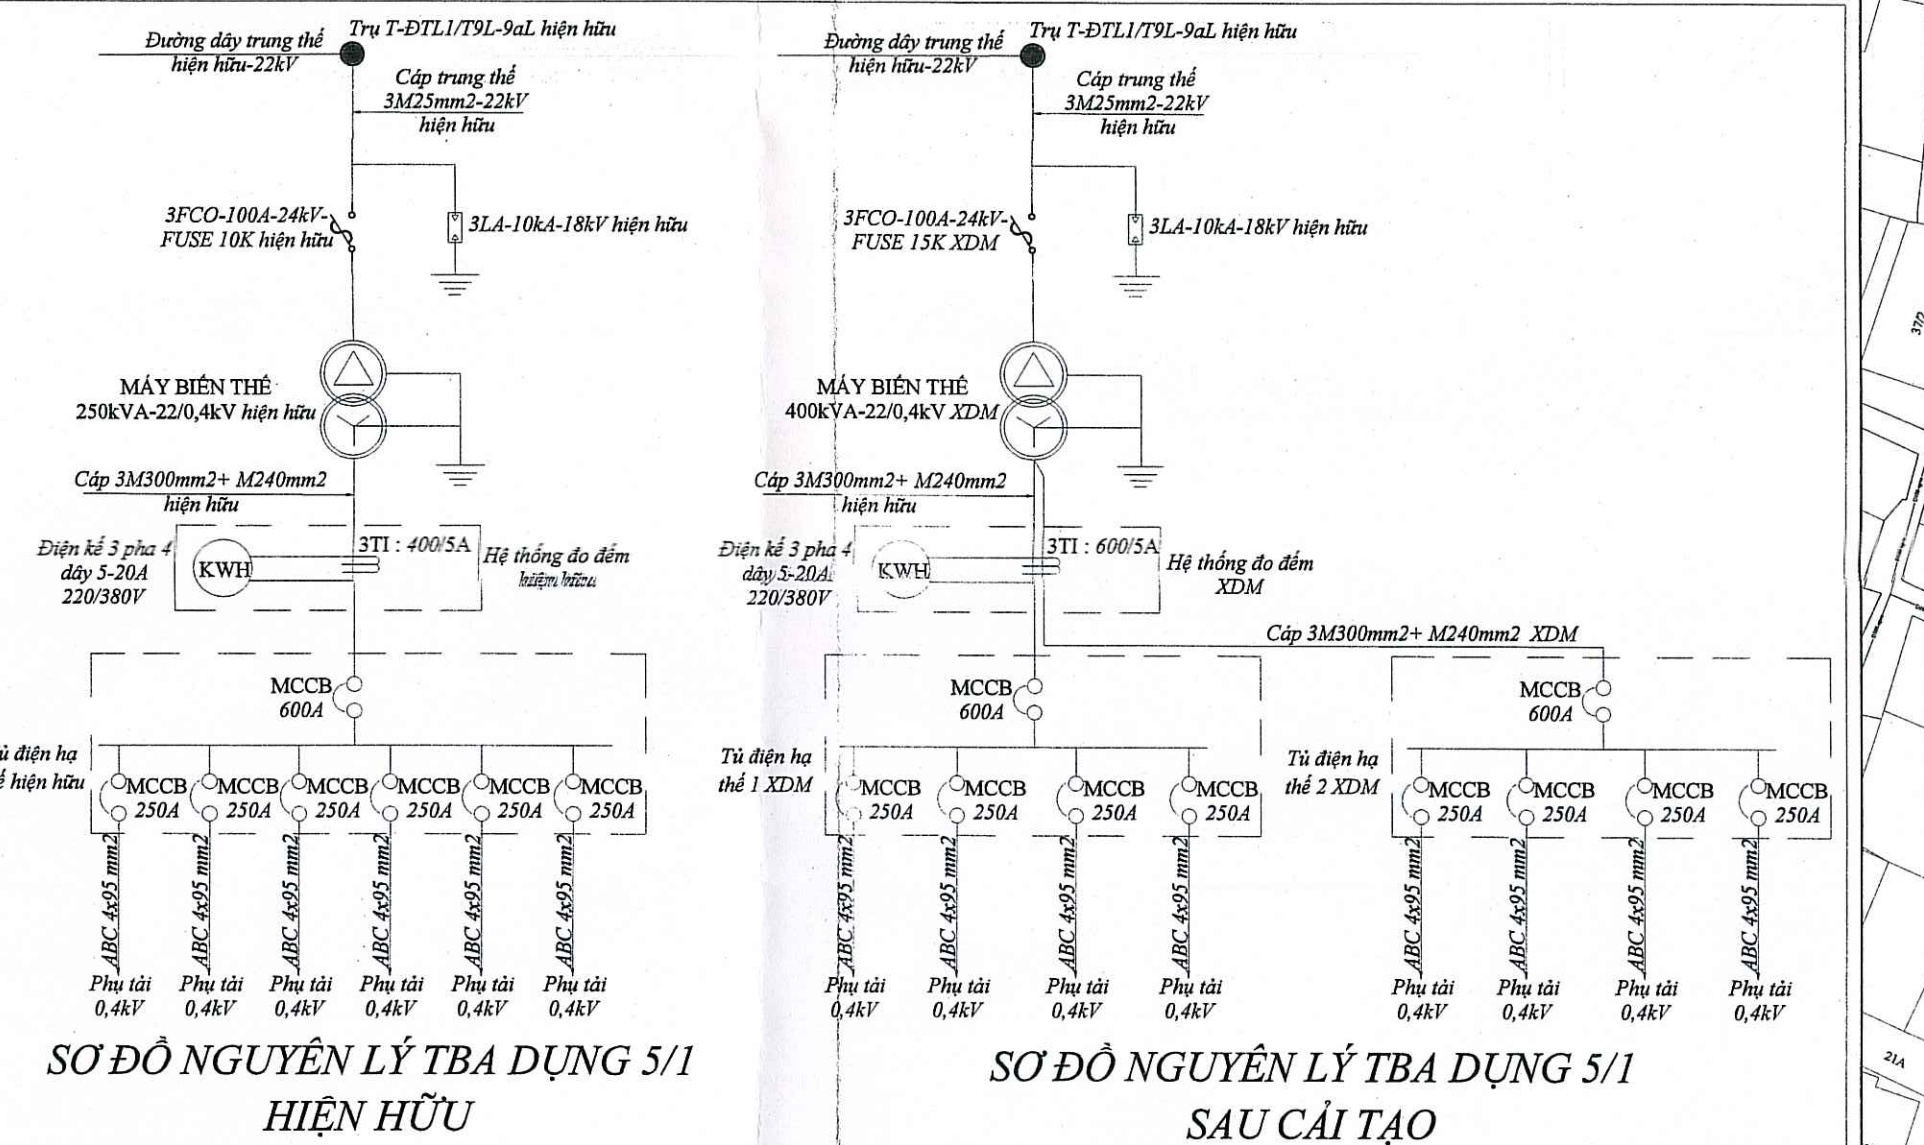 Đường dây trung thế
hiện hữu-22kV
Trụ T-ĐTL1/T9L-9aL hiện hữu
Cáp trung thế
3M25mm2-22kV
hiện hữu
3FCO-100A-24kV-
FUSE 10K hiện hữu
3LA-10kA-18kV hiện hữu
MÁY BIẾN THẾ
250kVA-22/0,4kV hiện hữu
Cáp 3M300mm2+ M240mm2
hiện hữu
Điện kế 3 pha 4
dây 5-20A
220/380V
KWH
3TI : 400/5A
Hệ thống đo đếm
hiện hữu
MCCB
600A
điện hạ
hiện hữu
MCCB
250A
MCCB
250A
MCCB
250A
MCCB
250A
MCCB
250A
MCCB
250A
ABC 4x95 mm2
ABC 4x95 mm2
ABC 4x95 mm2
ABC 4x95 mm2
ABC 4x95 mm2
ABC 4x95 mm2
Phụ tải
0,4kV
Phụ tải
0,4kV
Phụ tải
0,4kV
Phụ tải
0,4kV
Phụ tải
0,4kV
Phụ tải
0,4kV
SƠ ĐỒ NGUYÊN LÝ TBA DỤNG 5/1
HIỆN HỮU
Đường dây trung thế
hiện hữu-22kV
Trụ T-ĐTL1/T9L-9aL hiện hữu
Cáp trung thế
3M25mm2-22kV
hiện hữu
3FCO-100A-24kV-
FUSE 15K XDM
3LA-10kA-18kV hiện hữu
MÁY BIẾN THẾ
400kVA-22/0,4kV XDM
Cáp 3M300mm2+ M240mm2
hiện hữu
Điện kế 3 pha 4
dây 5-20A
220/380V
KWH
3TI : 600/5A
Hệ thống đo đếm
XDM
Cáp 3M300mm2+ M240mm2 XDM
MCCB
600A
Tủ điện hạ
thế 1 XDM
MCCB
250A
MCCB
250A
MCCB
250A
MCCB
250A
ABC 4x95 mm2
ABC 4x95 mm2
ABC 4x95 mm2
ABC 4x95 mm2
Phụ tải
0,4kV
Phụ tải
0,4kV
Phụ tải
0,4kV
Phụ tải
0,4kV
MCCB
600A
Tủ điện hạ
thế 2 XDM
MCCB
250A
MCCB
250A
MCCB
250A
MCCB
250A
ABC 4x95 mm2
ABC 4x95 mm2
ABC 4x95 mm2
ABC 4x95 mm2
Phụ tải
0,4kV
Phụ tải
0,4kV
Phụ tải
0,4kV
Phụ tải
0,4kV
SƠ ĐỒ NGUYÊN LÝ TBA DỤNG 5/1
SAU CẢI TẠO
21A